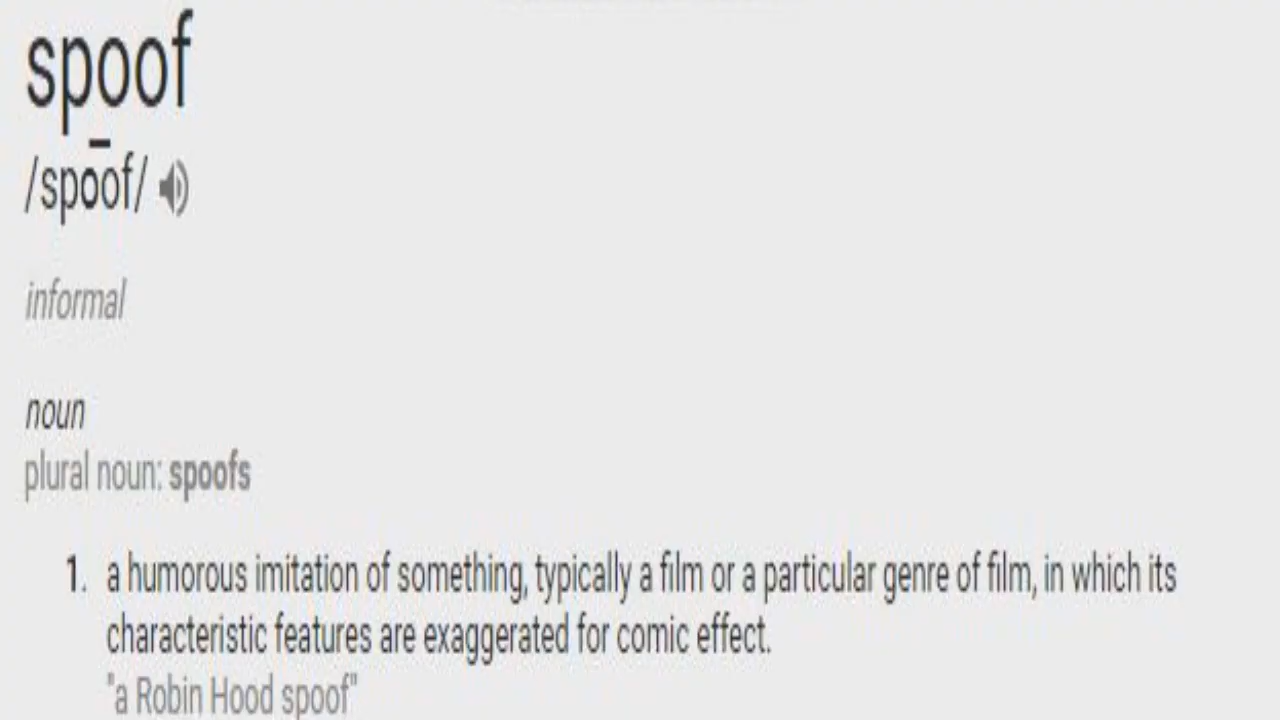 spoof
/spo͞of/
informal
noun
plural noun: spoofs
1. a humorous imitation of something, typically a film or a particular genre of film, in which its
characteristic features are exaggerated for comic effect.
"a Robin Hood spoof"